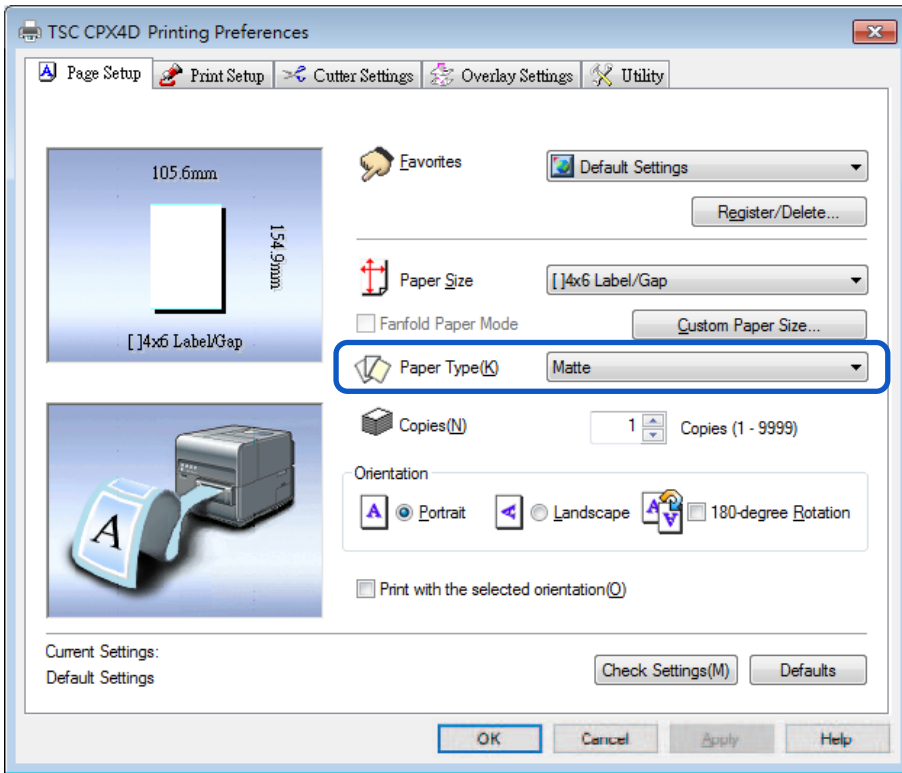 TSC CPX4D Printing Preferences
Page Setup Print Setup Cutter Settings Overlay Settings Utility
105.6mm
154.9mm
[ ]4x6 Label/Gap
Favorites Default Settings
Register/Delete...
Paper Size [ ]4x6 Label/Gap
Fanfold Paper Mode Custom Paper Size...
Paper Type(K) Matte
Copies(N) 1 Copies (1 - 9999)
Orientation
A Portrait A Landscape A A 180-degree Rotation
Print with the selected orientation(O)
A
Current Settings:
Default Settings
Check Settings(M) Defaults
OK Cancel Apply Help